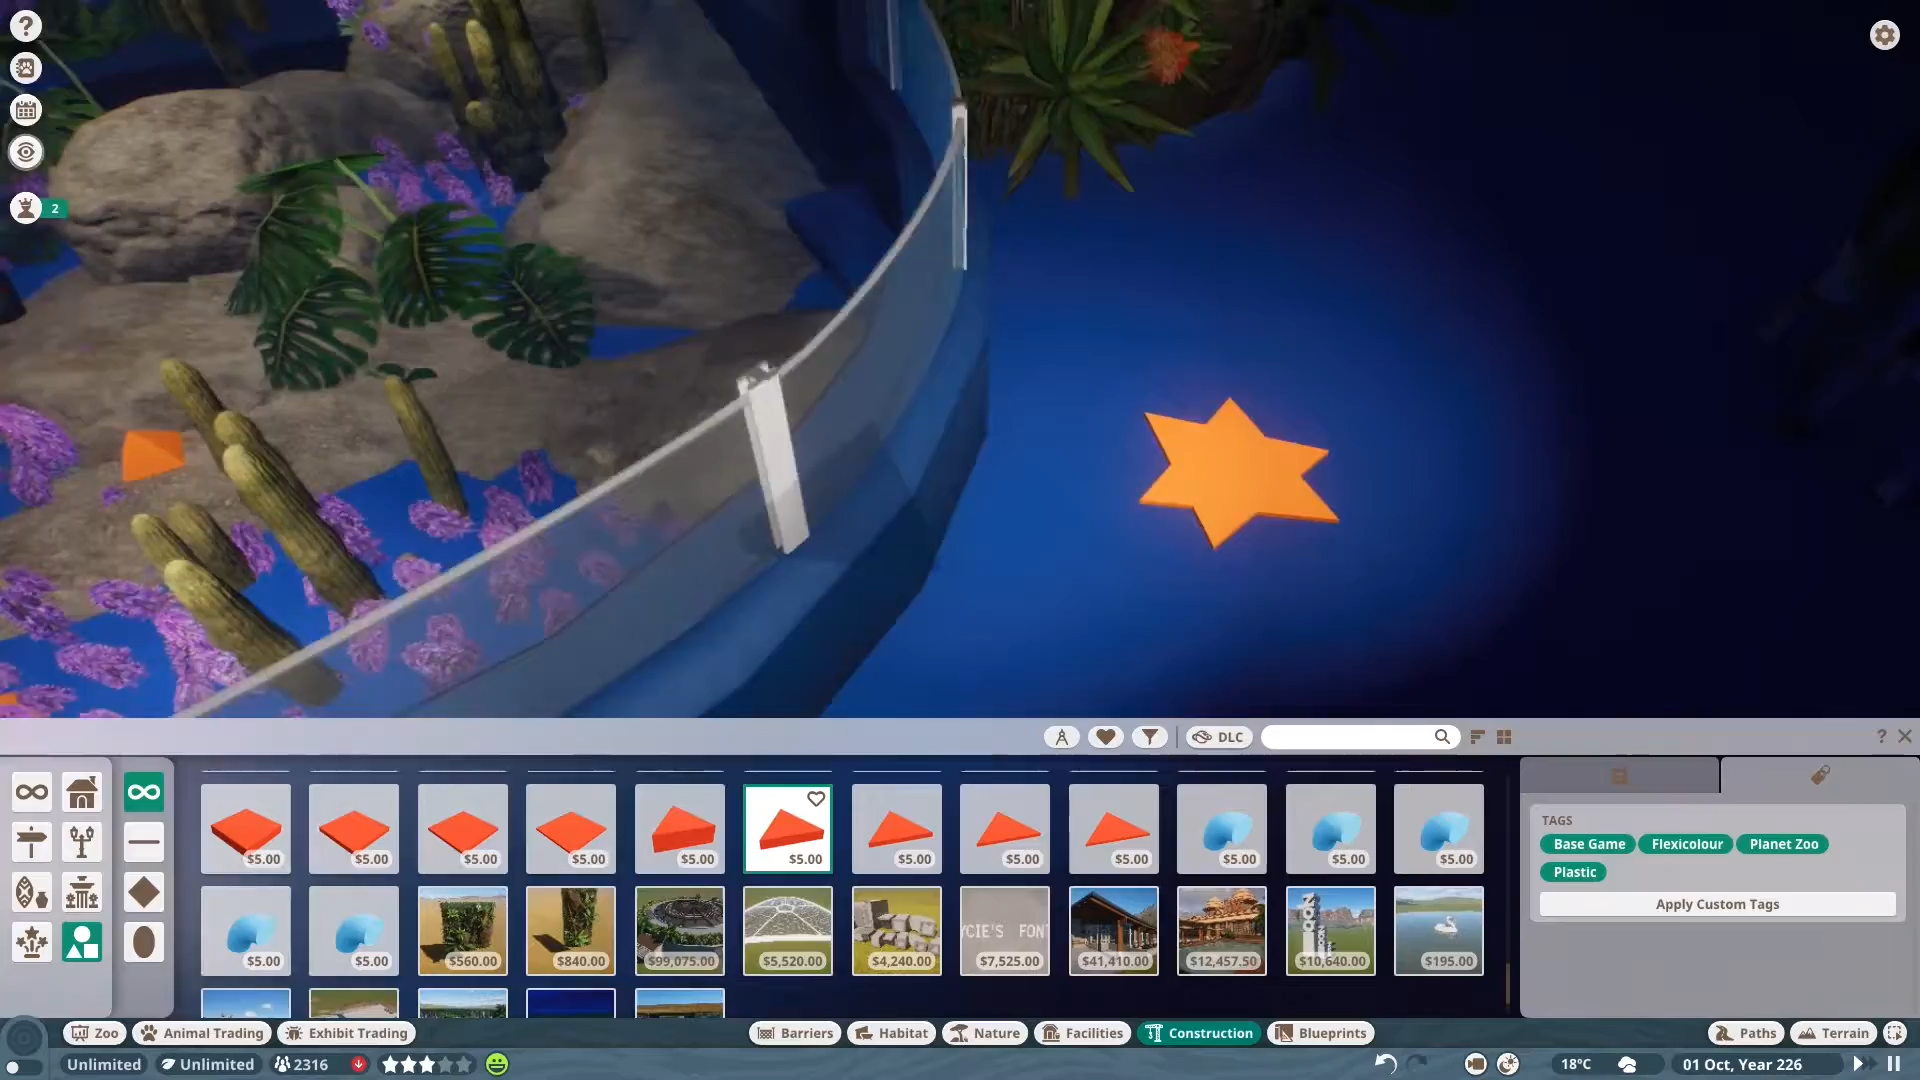 ?
2
DLC
? ×
$5.00 $5.00 $5.00 $5.00 $5.00 $5.00 $5.00 $5.00 $5.00 $5.00 $5.00 $5.00
$5.00 $5.00 $560.00 $840.00 $99,075.00 $5,520.00 $4,240.00 $7,525.00 $41,410.00 $12,457.50 $10,640.00 $195.00
YCIE'S FONT
TAGS
Base Game Flexicolour Planet Zoo
Plastic
Apply Custom Tags
Zoo Animal Trading Exhibit Trading Barriers Habitat Nature Facilities Construction Blueprints Paths Terrain
Unlimited Unlimited 2316 18°C 01 Oct, Year 226